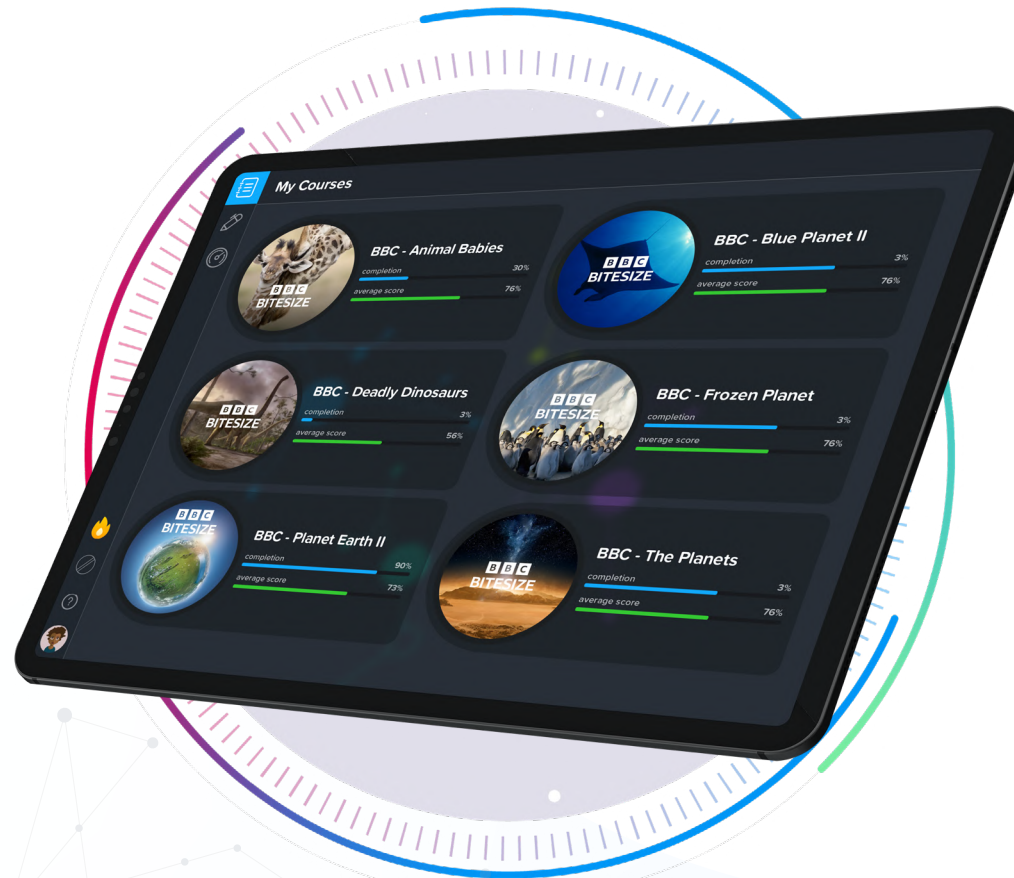 My Courses
BBC
BITESIZE
BBC - Animal Babies
completion 30%
average score 76%
BBC
BITESIZE
BBC - Blue Planet II
completion 3%
average score 76%
BBC
BITESIZE
BBC - Deadly Dinosaurs
completion 3%
average score 56%
BBC
BITESIZE
BBC - Frozen Planet
completion 3%
average score 76%
BBC
BITESIZE
BBC - Planet Earth II
completion 90%
average score 73%
BBC
BITESIZE
BBC - The Planets
completion 3%
average score 76%
?